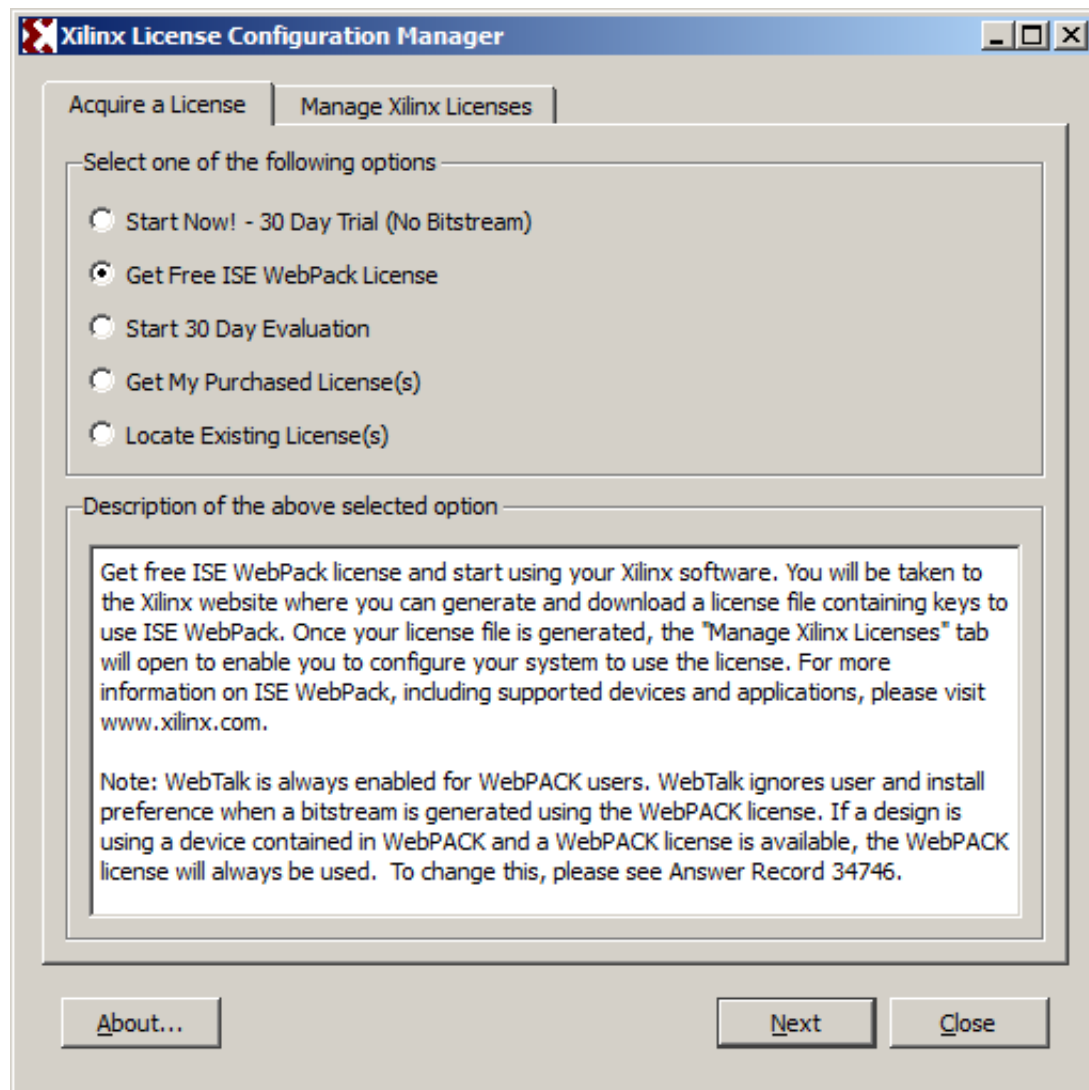 Xilinx License Configuration Manager
Acquire a License
Manage Xilinx Licenses
Select one of the following options
Start Now! - 30 Day Trial (No Bitstream)
Get Free ISE WebPack License
Start 30 Day Evaluation
Get My Purchased License(s)
Locate Existing License(s)
Description of the above selected option
Get free ISE WebPack license and start using your Xilinx software. You will be taken to
the Xilinx website where you can generate and download a license file containing keys to
use ISE WebPack. Once your license file is generated, the "Manage Xilinx Licenses" tab
will open to enable you to configure your system to use the license. For more
information on ISE WebPack, including supported devices and applications, please visit
www.xilinx.com.
Note: WebTalk is always enabled for WebPACK users. WebTalk ignores user and install
preference when a bitstream is generated using the WebPACK license. If a design is
using a device contained in WebPACK and a WebPACK license is available, the WebPACK
license will always be used.  To change this, please see Answer Record 34746.
About...
Next
Close